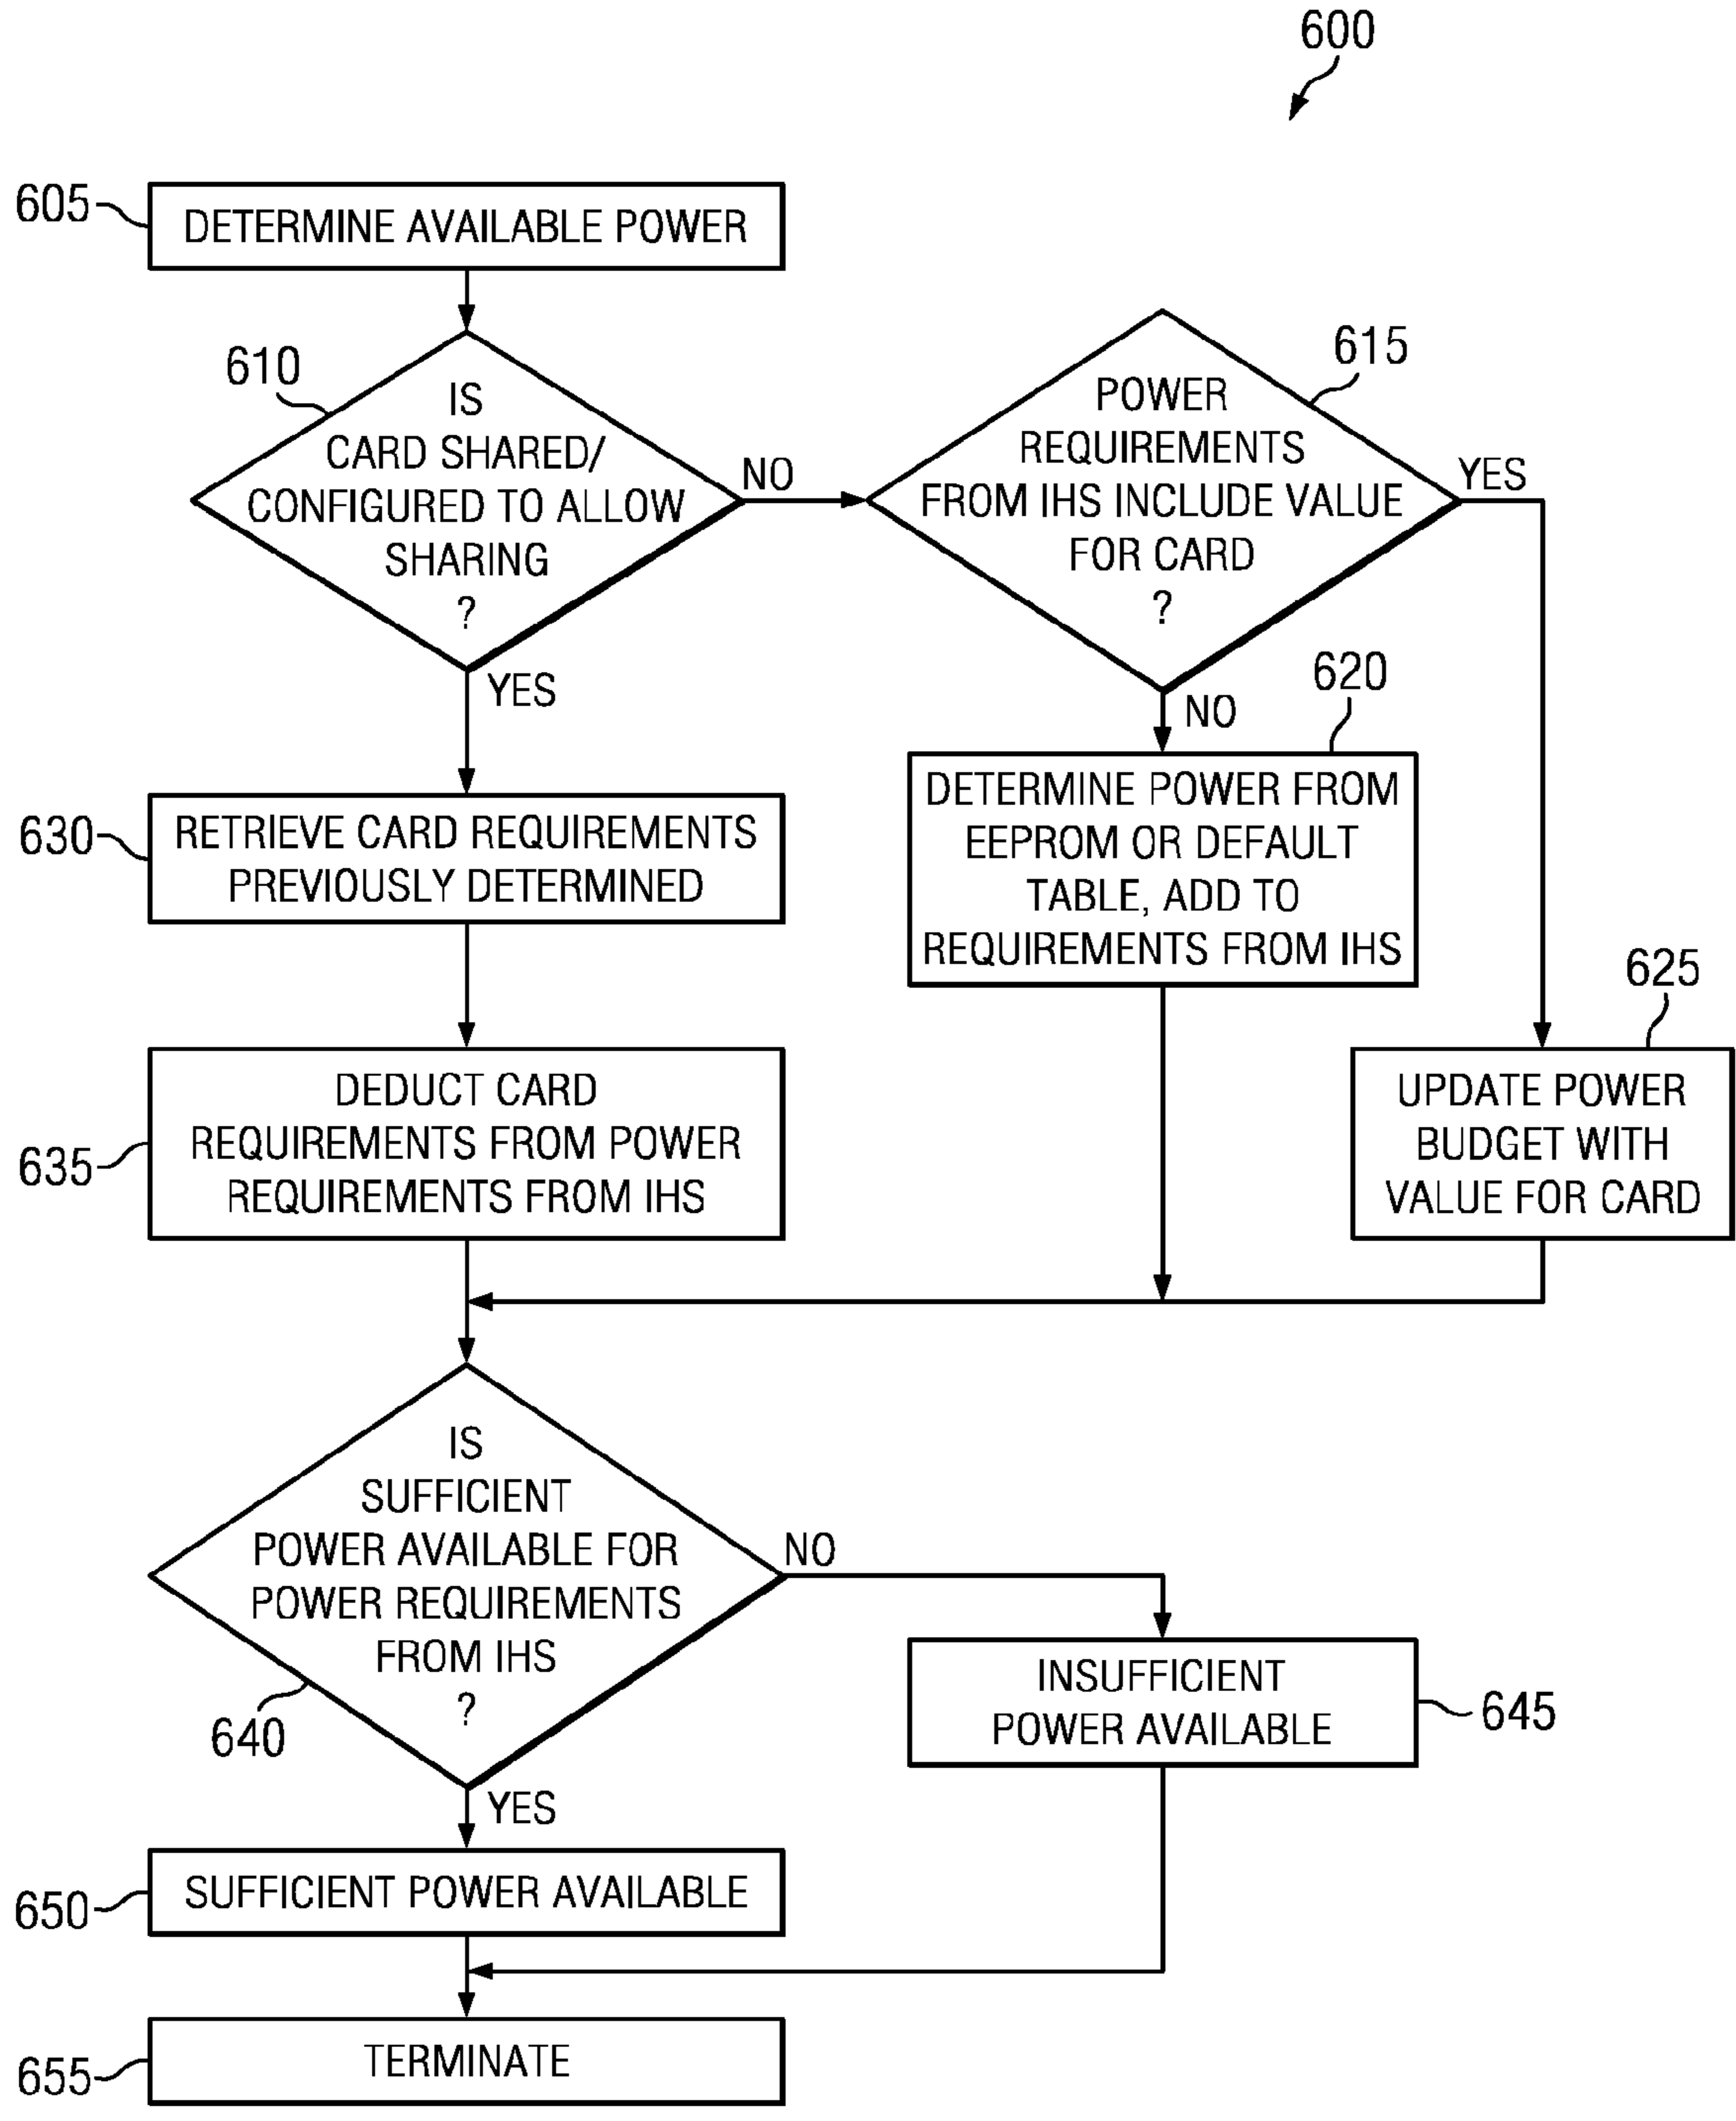 600
605
DETERMINE AVAILABLE POWER
610
IS
CARD SHARED/
CONFIGURED TO ALLOW
SHARING
?
NO
YES
615
POWER
REQUIREMENTS
FROM IHS INCLUDE VALUE
FOR CARD
?
YES
NO
620
DETERMINE POWER FROM
EEPROM OR DEFAULT
TABLE, ADD TO
REQUIREMENTS FROM IHS
625
UPDATE POWER
BUDGET WITH
VALUE FOR CARD
630
RETRIEVE CARD REQUIREMENTS
PREVIOUSLY DETERMINED
635
DEDUCT CARD
REQUIREMENTS FROM POWER
REQUIREMENTS FROM IHS
IS
SUFFICIENT
POWER AVAILABLE FOR
POWER REQUIREMENTS
FROM IHS
?
640
NO
YES
INSUFFICIENT
POWER AVAILABLE
645
650
SUFFICIENT POWER AVAILABLE
655
TERMINATE